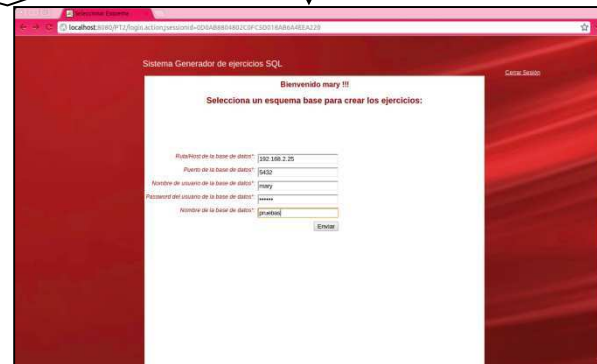 Seleccionar Esquema
localhost:8080/PT2/login.action;jsessionid=0D0AB6804802C0FC3D016AB6A4EEA220
Sistema Generador de ejercicios SQL
Cerrar Sesión
Bienvenido mary !!!
Selecciona un esquema base para crear los ejercicios:
Ruta/Host de la base de datos*: 192.168.2.25
Puerto de la base de datos*: 5432
Nombre de usuario de la base de datos*: mary
Password del usuario de la base de datos*: ••••••
Nombre de la base de datos*: pruebas
Enviar